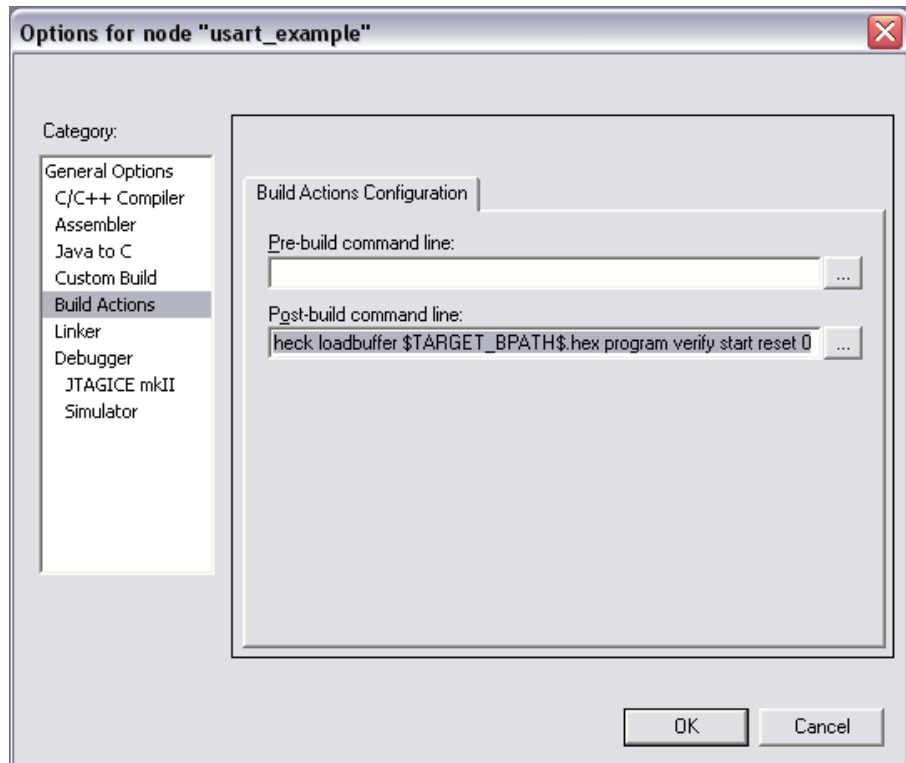 Options for node "usart_example"
Category:
General Options
C/C++ Compiler
Assembler
Java to C
Custom Build
Build Actions
Linker
Debugger
JTAGICE mkII
Simulator
Build Actions Configuration
Pre-build command line:
...
Post-build command line:
heck loadbuffer $TARGET_BPATH$.hex program verify start reset 0
...
OK
Cancel